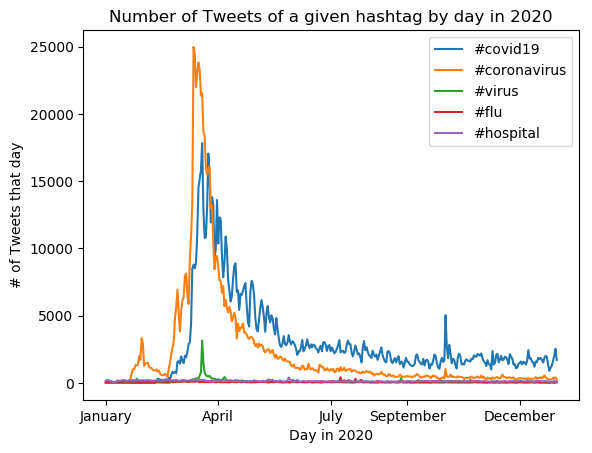 Number of Tweets of a given hashtag by day in 2020
# of Tweets that day
25000
20000
15000
10000
5000
0
#covid19
#coronavirus
#virus
#flu
#hospital
January April July September December
Day in 2020